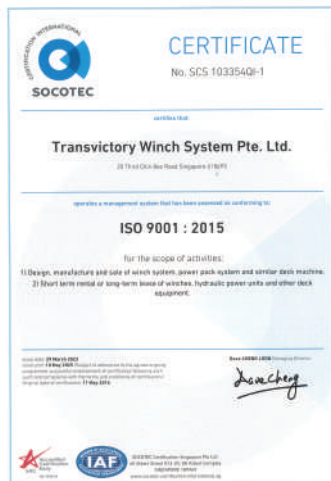 CERTIFICATION INTERNATIONAL
SOCOTEC
CERTIFICATE
No. SCS 103354QI-1
certifies that
Transvictory Winch System Pte. Ltd.
operates a management system that has been assessed as conforming to:
ISO 9001 : 2015
for the scope of activities:
1) Design, manufacture and sale of winch system, power pack system and similar deck machine.
2) Short term rental or long-term lease of winches, hydraulic power-units and other deck
equipment.
Dave Cheng
IAF